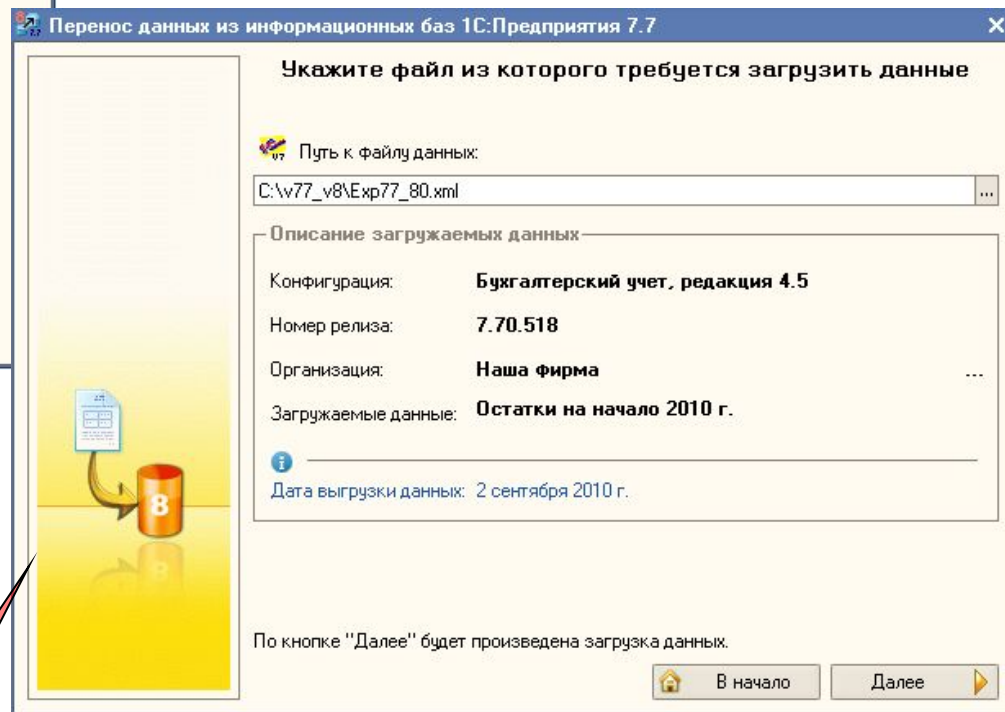 Перенос данных из информационных баз 1С:Предприятия 7.7
Укажите файл из которого требуется загрузить данные
Путь к файлу данных:
C:\v77_v8\Exp77_80.xml
...
Описание загружаемых данных
Конфигурация: Бухгалтерский учет, редакция 4.5
Номер релиза: 7.70.518
Организация: Наша фирма ...
Загружаемые данные: Остатки на начало 2010 г.
Дата выгрузки данных: 2 сентября 2010 г.
8
По кнопке "Далее" будет произведена загрузка данных.
В начало Далее